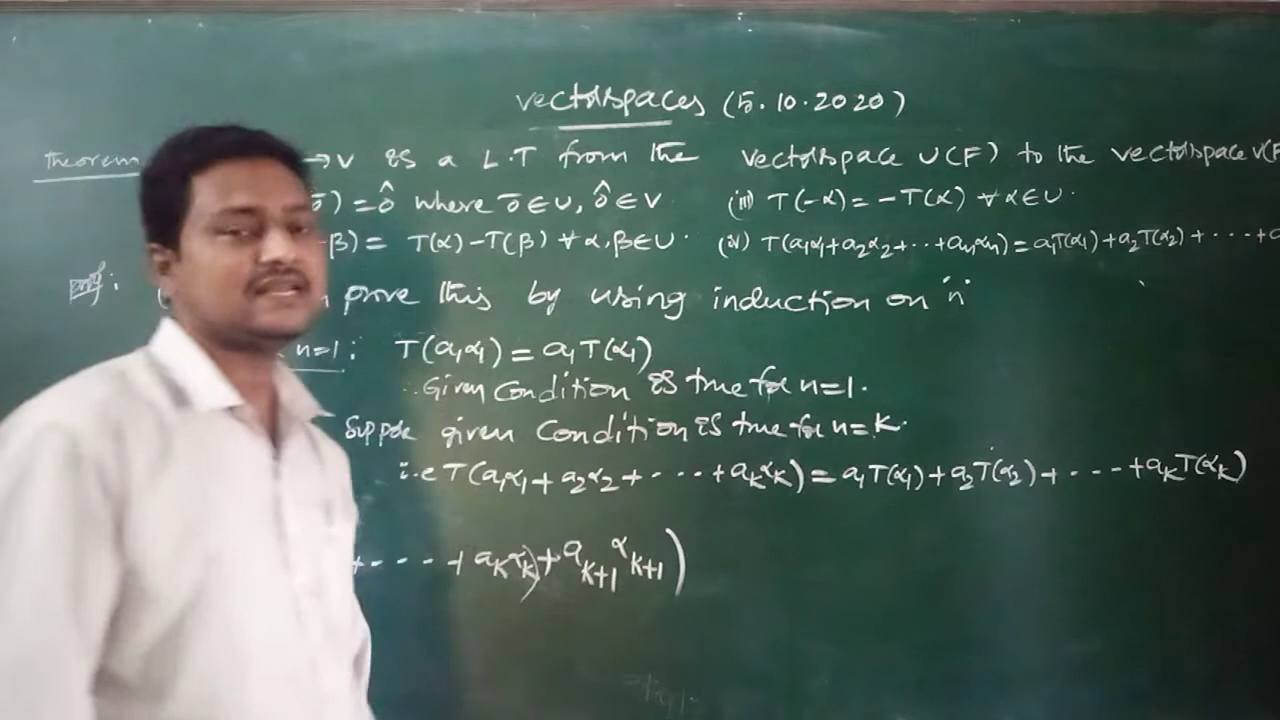 vectorspaces (5.10.2020)
Theorem → V is a L.T from the vectorspace U(F) to the vectorspace V(F
) = ô where ō ∈ U, ô ∈ V (iii) T(-α) = -T(α) ∀ α ∈ U.
-β) = T(α) - T(β) ∀ α, β ∈ U. (iv) T(a₁α₁+a₂α₂+...+aₙαₙ) = a₁T(α₁)+a₂T(α₂)+....+a
Proof: prove this by using induction on 'n'
n=1: T(a₁α₁) = a₁T(α₁)
∴ Given condition is true for n=1.
Suppose given condition is true for n=K.
i.e T(a₁α₁+a₂α₂+....+aₖαₖ) = a₁T(α₁)+a₂T(α₂)+....+aₖT(αₖ)
+....+aₖαₖ)+aₖ₊₁αₖ₊₁)